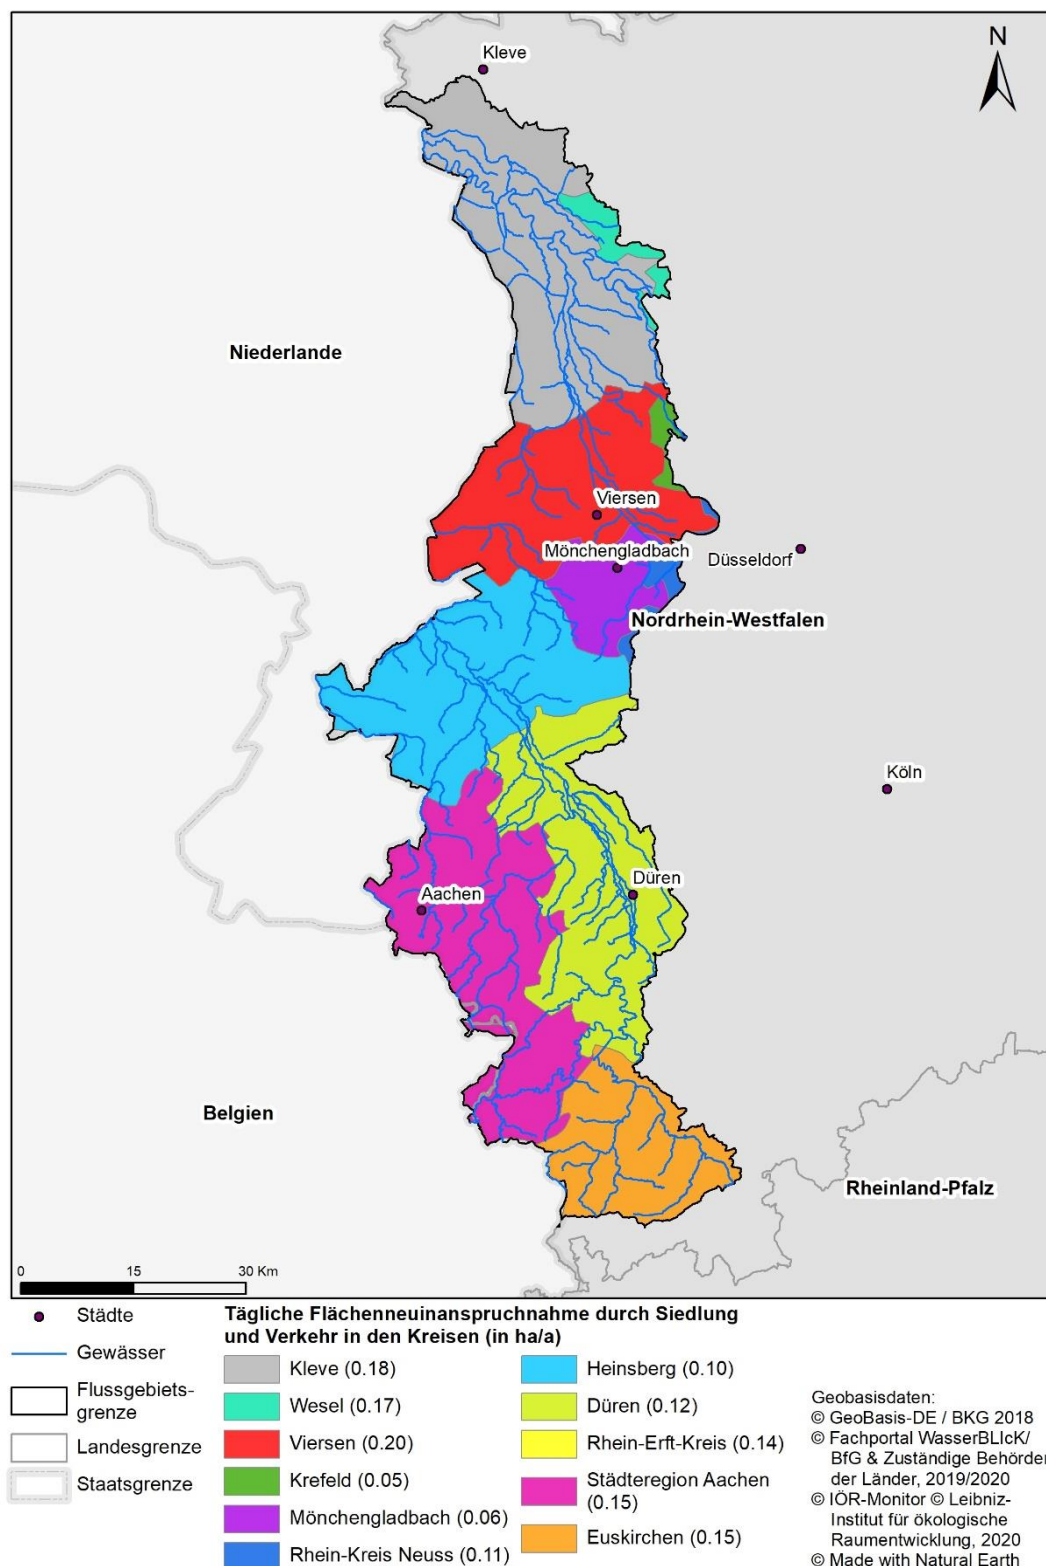 Kleve
N
Niederlande
Viersen
Mönchengladbach
Düsseldorf
Nordrhein-Westfalen
Köln
Düren
Aachen
Belgien
Rheinland-Pfalz
0 15 30 Km
Städte
Gewässer
Flussgebiets-
grenze
Landesgrenze
Staatsgrenze
Tägliche Flächenneuinanspruchnahme durch Siedlung
und Verkehr in den Kreisen (in ha/a)
Kleve (0.18)
Wesel (0.17)
Viersen (0.20)
Krefeld (0.05)
Mönchengladbach (0.06)
Rhein-Kreis Neuss (0.11)
Heinsberg (0.10)
Düren (0.12)
Rhein-Erft-Kreis (0.14)
Städteregion Aachen
(0.15)
Euskirchen (0.15)
Geobasisdaten:
© GeoBasis-DE / BKG 2018
© Fachportal WasserBLIcK/
BfG & Zuständige Behörden
der Länder, 2019/2020
© IÖR-Monitor © Leibniz-
Institut für ökologische
Raumentwicklung, 2020
© Made with Natural Earth